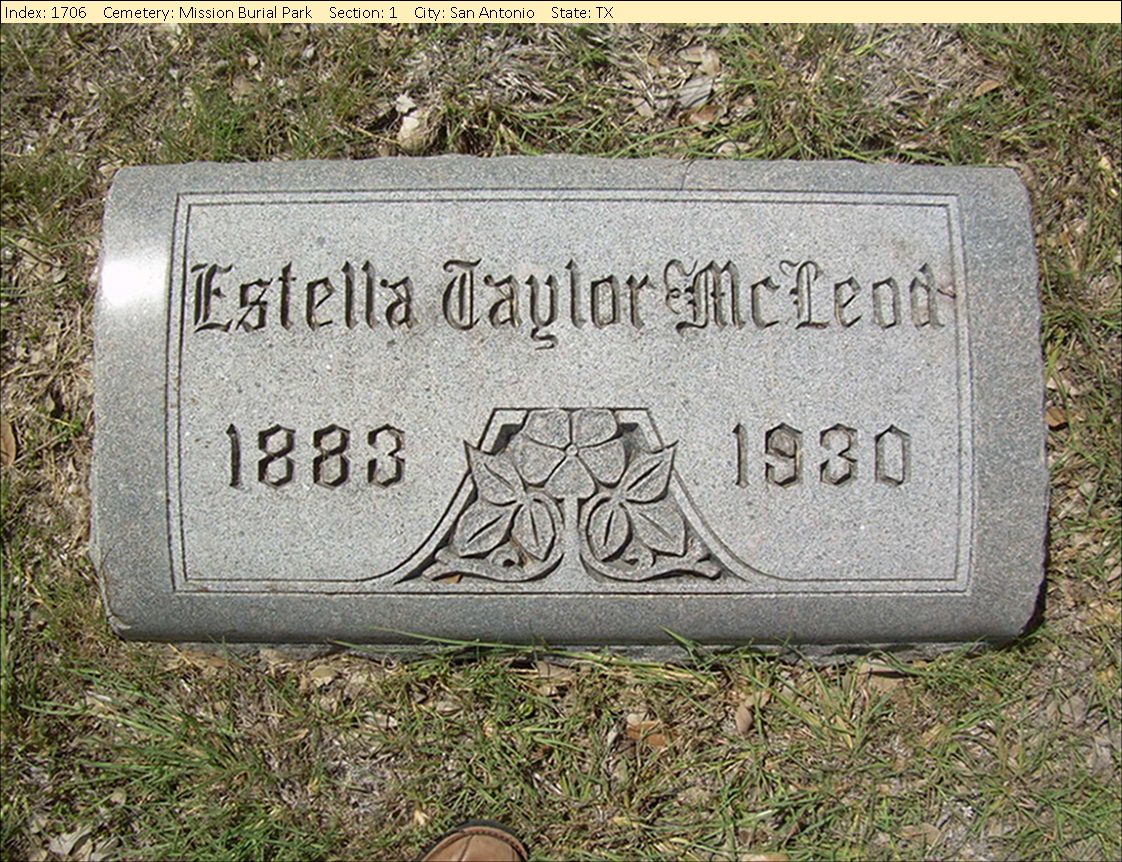 Index: 1706 Cemetery: Mission Burial Park Section: 1 City: San Antonio State: TX
Estella Taylor McLeod
1883 1930